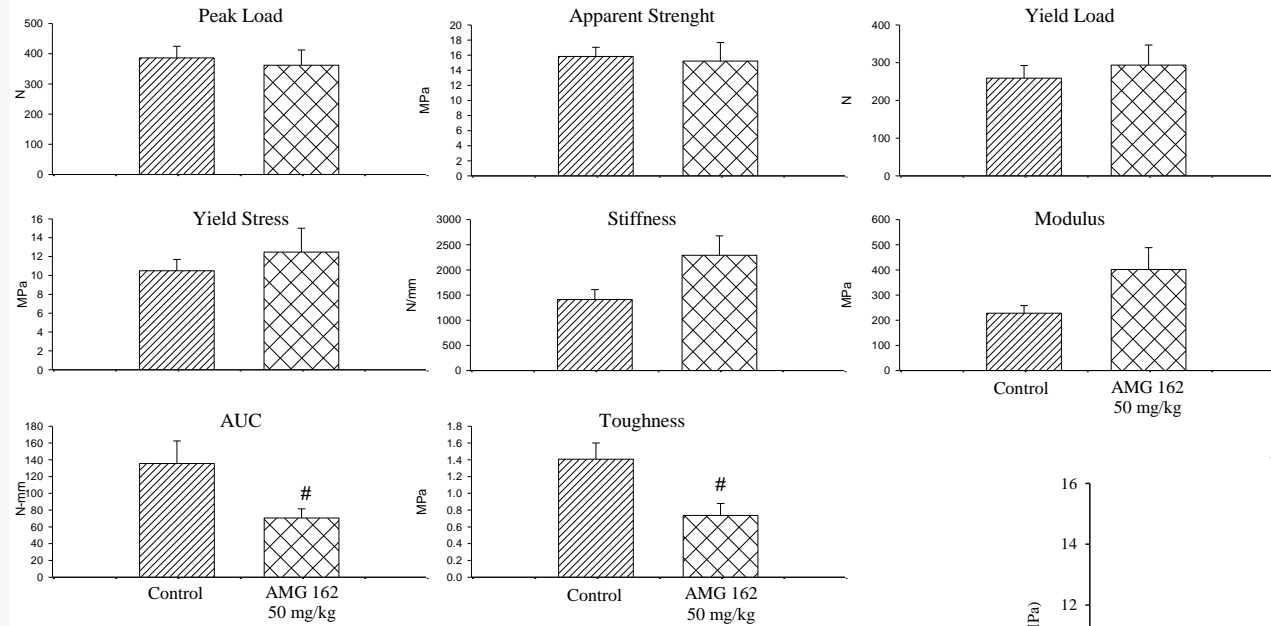 Peak Load
500
400
300
200
100
0
N
Apparent Strenght
20
18
16
14
12
10
8
6
4
2
0
MPa
Yield Load
400
300
200
100
0
N
Yield Stress
16
14
12
10
8
6
4
2
0
MPa
Stiffness
3000
2500
2000
1500
1000
500
0
N/mm
Modulus
600
500
400
300
200
100
0
MPa
Control
AMG 162
50 mg/kg
AUC
180
160
140
120
100
80
60
40
20
0
N-mm
#
Control
AMG 162
50 mg/kg
Toughness
1.8
1.6
1.4
1.2
1.0
0.8
0.6
0.4
0.2
0.0
MPa
#
Control
AMG 162
50 mg/kg
16
14
12